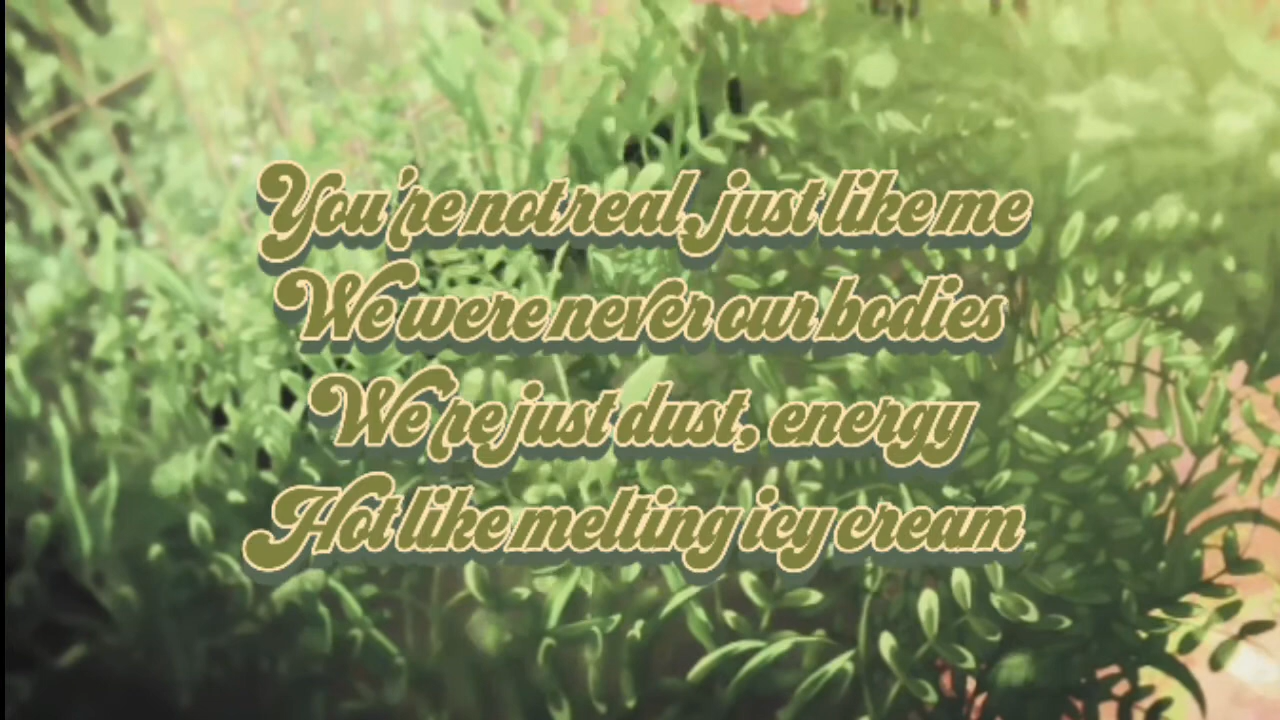 You're not real, just like me
We were never our bodies
We're just dust, energy
Hot like melting icy cream